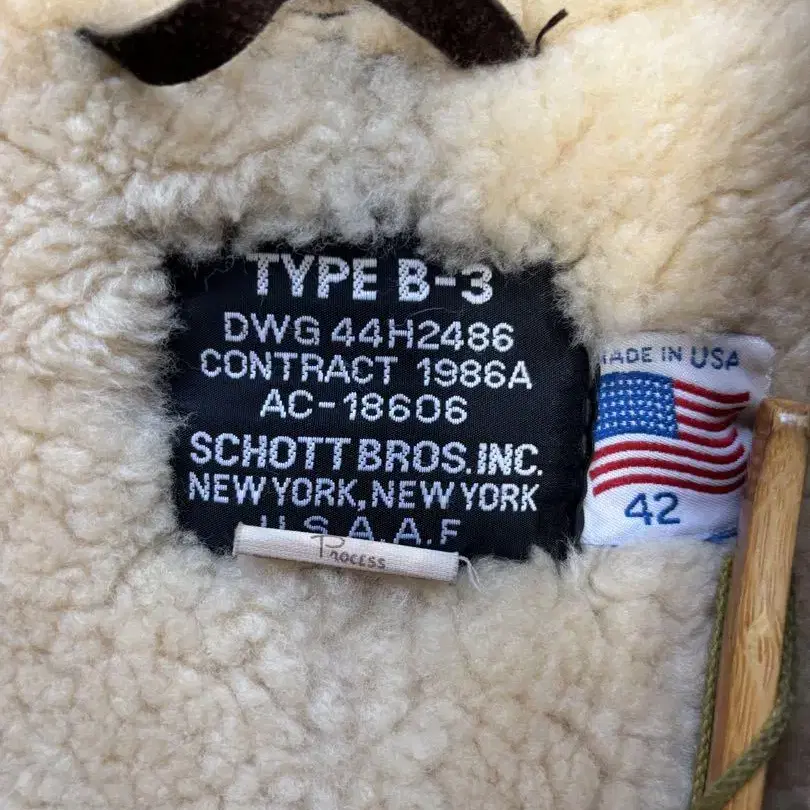 TYPE B-3
DWG 44H2486
CONTRACT 1986A
AC-18606
SCHOTT BROS. INC.
NEW YORK, NEW YORK
U.S.A.A.F
PROCESS
MADE IN USA
42